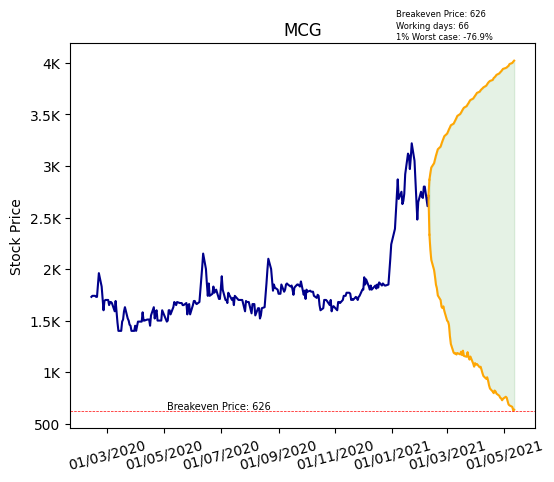 Breakeven Price: 626
Working days: 66
1% Worst case: -76.9%
MCG
Stock Price
4K
3.5K
3K
2.5K
2K
1.5K
1K
500
Breakeven Price: 626
01/03/2020
01/05/2020
01/07/2020
01/09/2020
01/11/2020
01/01/2021
01/03/2021
01/05/2021